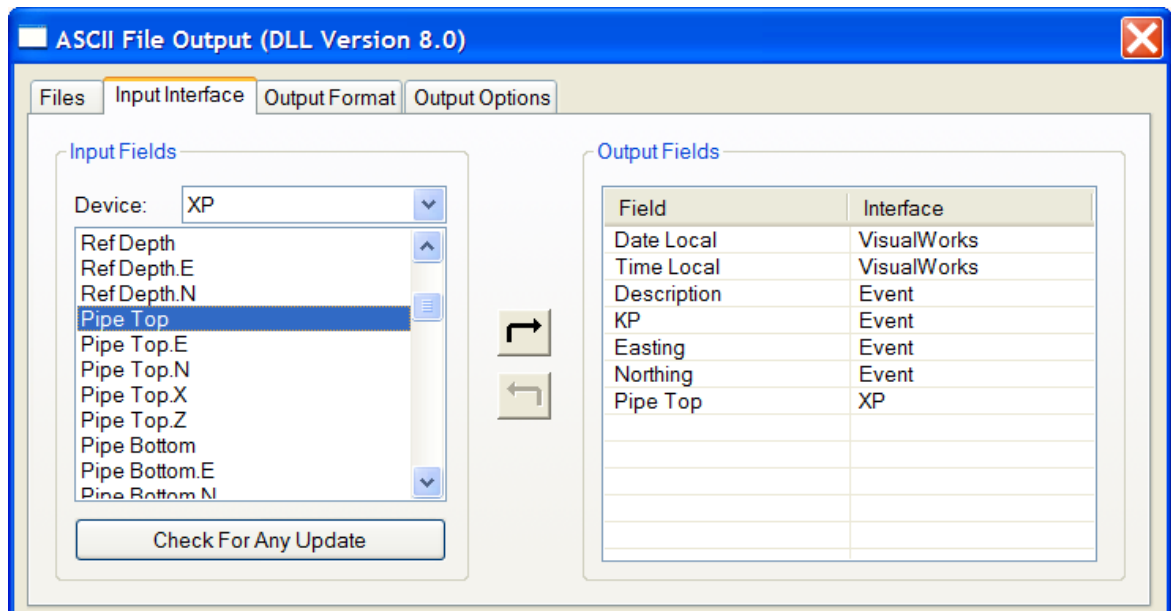 ASCII File Output (DLL Version 8.0)
Files Input Interface Output Format Output Options
Input Fields
Device: XP
Ref Depth
Ref Depth.E
Ref Depth.N
Pipe Top
Pipe Top.E
Pipe Top.N
Pipe Top.X
Pipe Top.Z
Pipe Bottom
Pipe Bottom.E
Pipe Bottom.N
Check For Any Update
Output Fields
Field Interface
Date Local VisualWorks
Time Local VisualWorks
Description Event
KP Event
Easting Event
Northing Event
Pipe Top XP